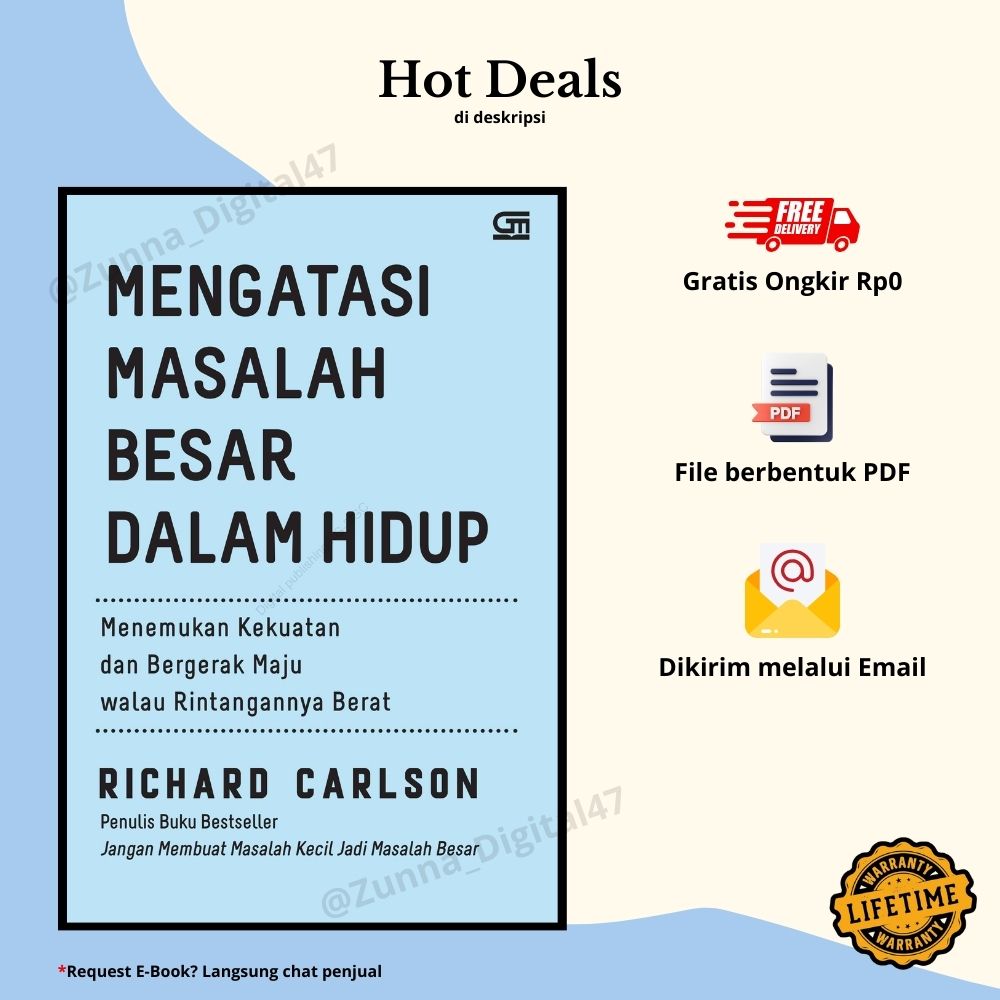 Hot Deals
di deskripsi
@Zunna_Digital47
GM
MENGATASI
MASALAH
BESAR
DALAM HIDUP
Menemukan Kekuatan
dan Bergerak Maju
walau Rintangannya Berat
RICHARD CARLSON
Penulis Buku Bestseller
Jangan Membuat Masalah Kecil Jadi Masalah Besar
@Zunna_Digital47
FREE
DELIVERY
Gratis Ongkir Rp0
PDF
File berbentuk PDF
@
Dikirim melalui Email
WARRANTY
LIFETIME
WARRANTY
*Request E-Book? Langsung chat penjual